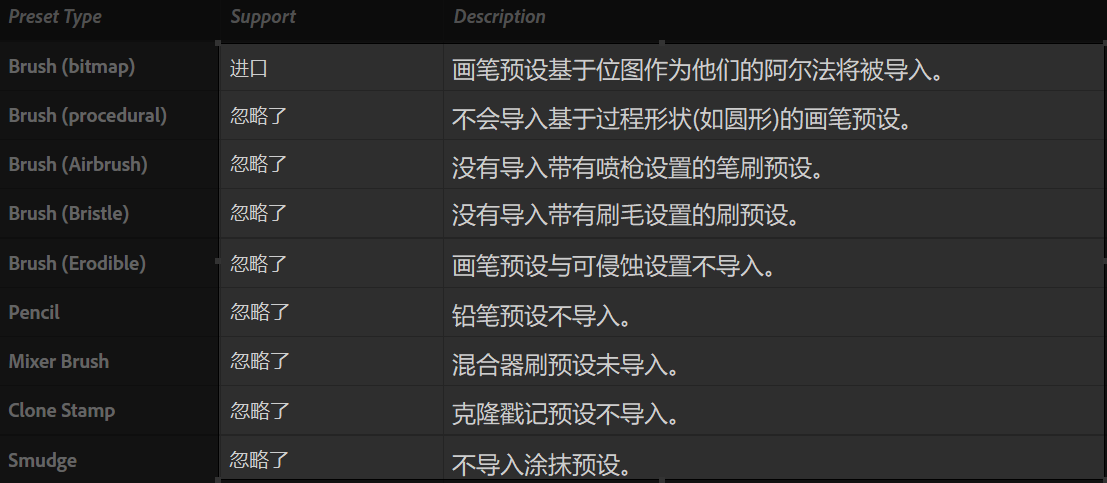 Preset Type Support Description
Brush (bitmap) 进口 画笔预设基于位图作为他们的阿尔法将被导入。
Brush (procedural) 忽略了 不会导入基于过程形状(如圆形)的画笔预设。
Brush (Airbrush) 忽略了 没有导入带有喷枪设置的笔刷预设。
Brush (Bristle) 忽略了 没有导入带有刷毛设置的刷预设。
Brush (Erodible) 忽略了 画笔预设与可侵蚀设置不导入。
Pencil 忽略了 铅笔预设不导入。
Mixer Brush 忽略了 混合器刷预设未导入。
Clone Stamp 忽略了 克隆戳记预设不导入。
Smudge 忽略了 不导入涂抹预设。